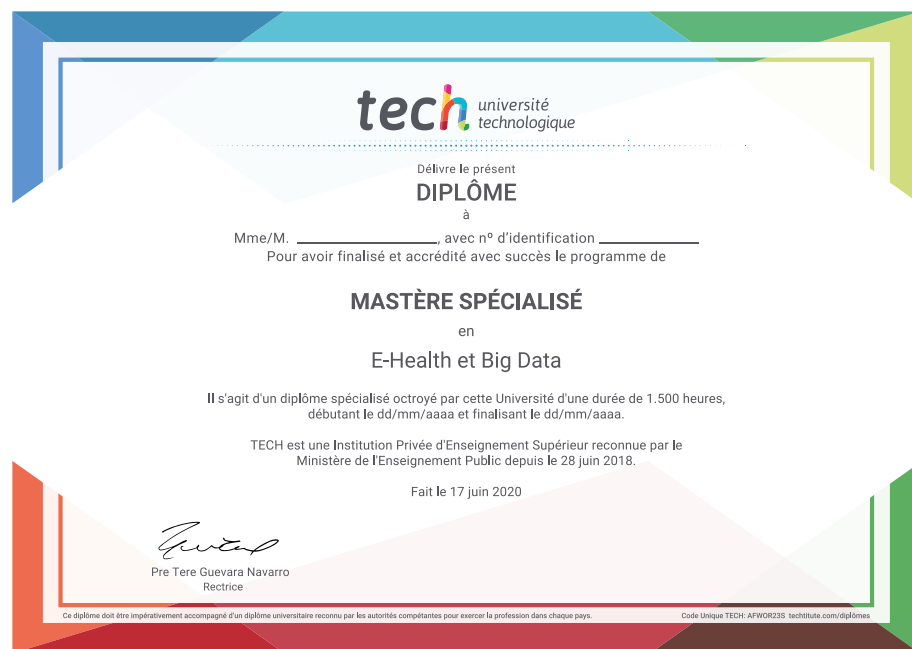 tech université
technologique
Délivre le présent
DIPLÔME
à
Mme/M. ____________, avec nº d'identification ____________
Pour avoir finalisé et accrédité avec succès le programme de
MASTÈRE SPÉCIALISÉ
en
E-Health et Big Data
Il s'agit d'un diplôme spécialisé octroyé par cette Université d'une durée de 1.500 heures,
débutant le dd/mm/aaaa et finalisant le dd/mm/aaaa.
TECH est une Institution Privée d'Enseignement Supérieur reconnue par le
Ministère de l'Enseignement Public depuis le 28 juin 2018.
Fait le 17 juin 2020
Pre Tere Guevara Navarro
Rectrice
Ce diplôme doit être impérativement accompagné d'un diplôme universitaire reconnu par les autorités compétantes pour exercer la profession dans chaque pays. Code Unique TECH: AFWOR23S techtitute.com/diplômes